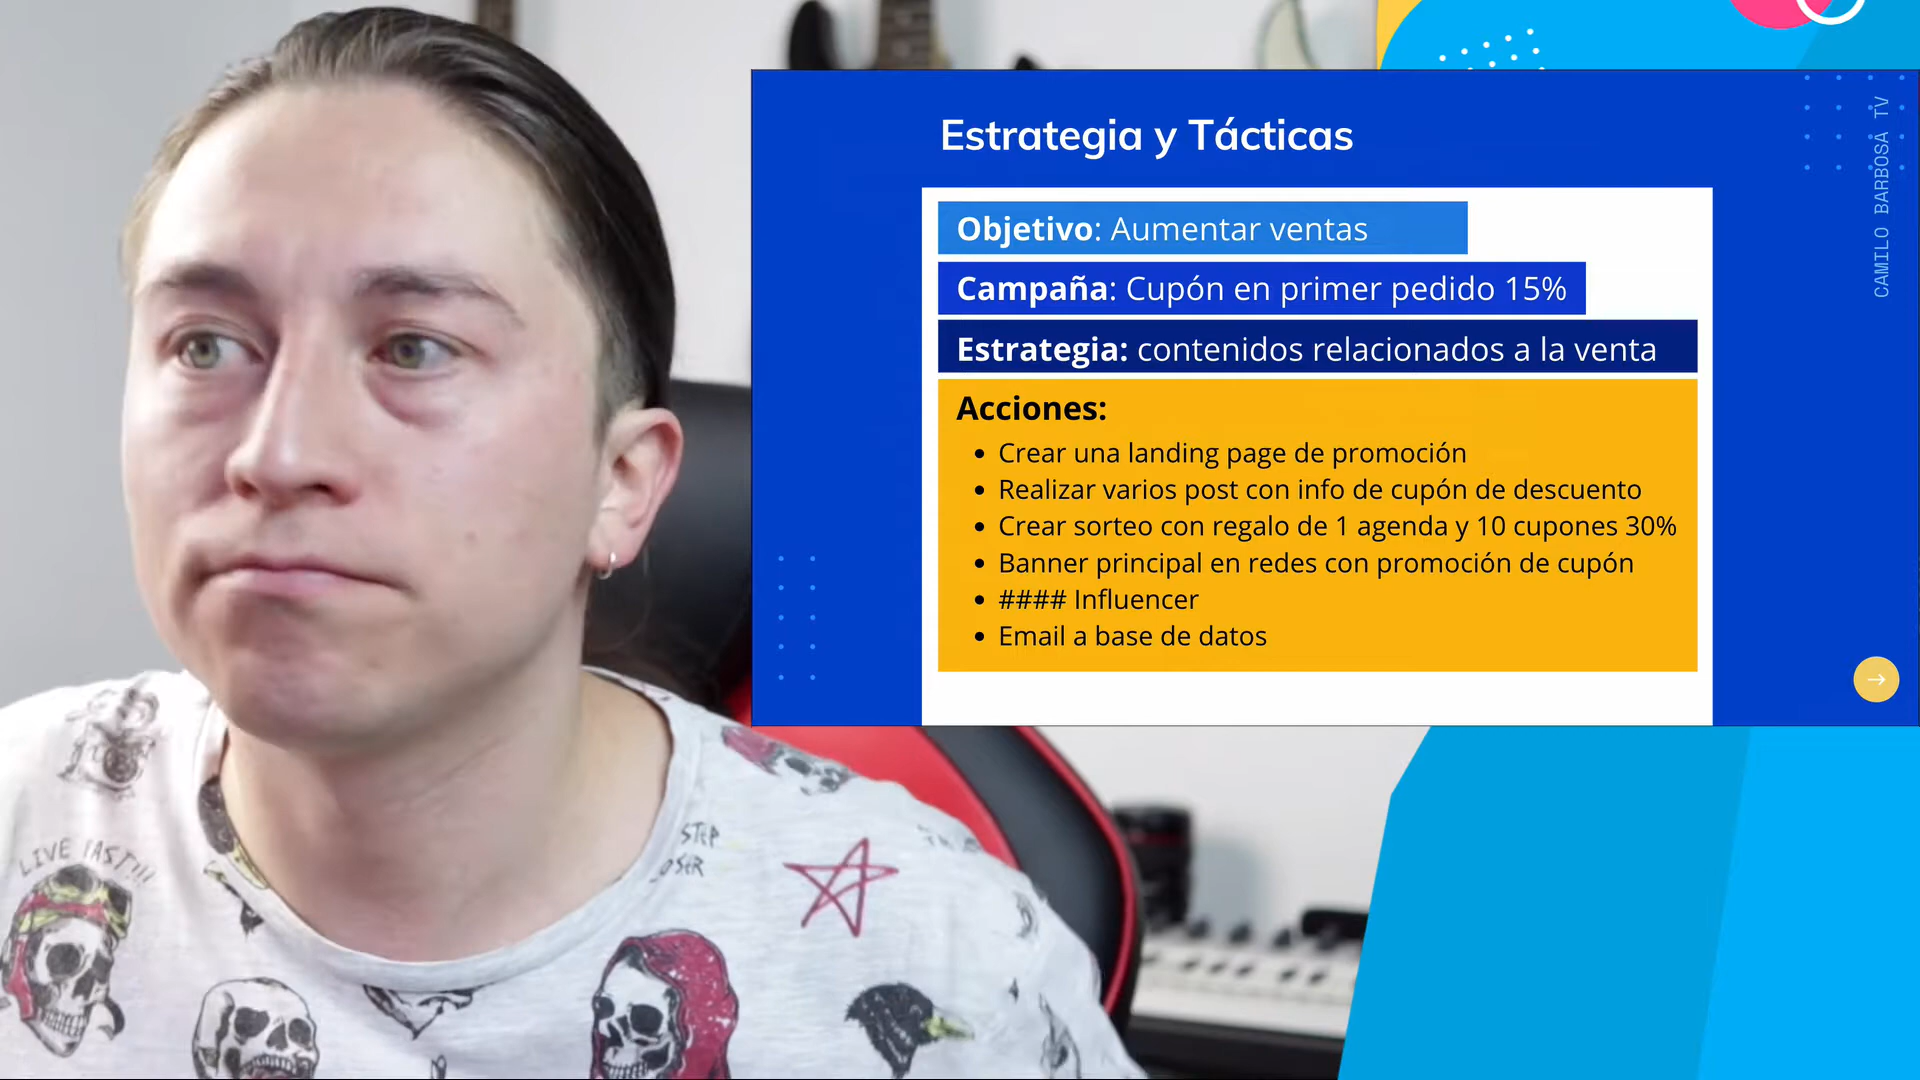 Estrategia y Tácticas
Objetivo: Aumentar ventas
Campaña: Cupón en primer pedido 15%
Estrategia: contenidos relacionados a la venta
Acciones:
• Crear una landing page de promoción
• Realizar varios post con info de cupón de descuento
• Crear sorteo con regalo de 1 agenda y 10 cupones 30%
• Banner principal en redes con promoción de cupón
• #### Influencer
• Email a base de datos
CAMILO BARBOSA TV
LIVE FAST!!!
STEP